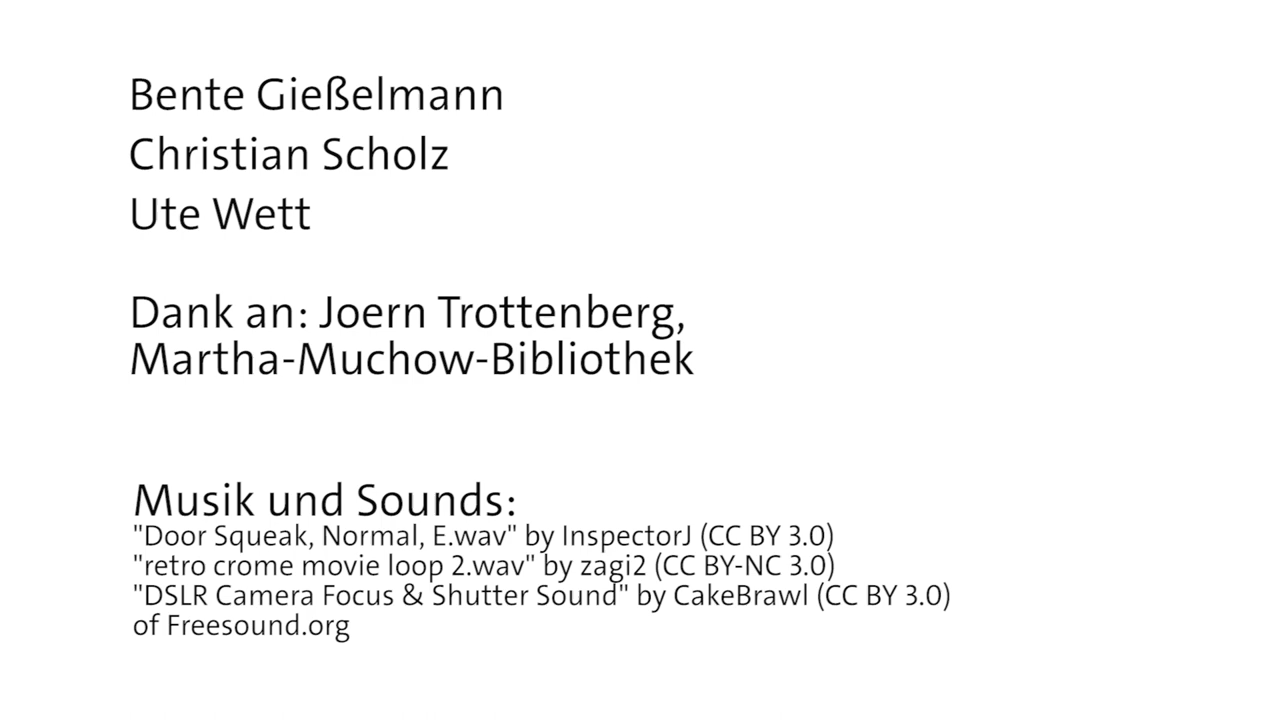 Bente Gießelmann
Christian Scholz
Ute Wett
Dank an: Joern Trottenberg,
Martha-Muchow-Bibliothek
Musik und Sounds:
"Door Squeak, Normal, E.wav" by InspectorJ (CC BY 3.0)
"retro crome movie loop 2.wav" by zagi2 (CC BY-NC 3.0)
"DSLR Camera Focus & Shutter Sound" by CakeBrawl (CC BY 3.0)
of Freesound.org